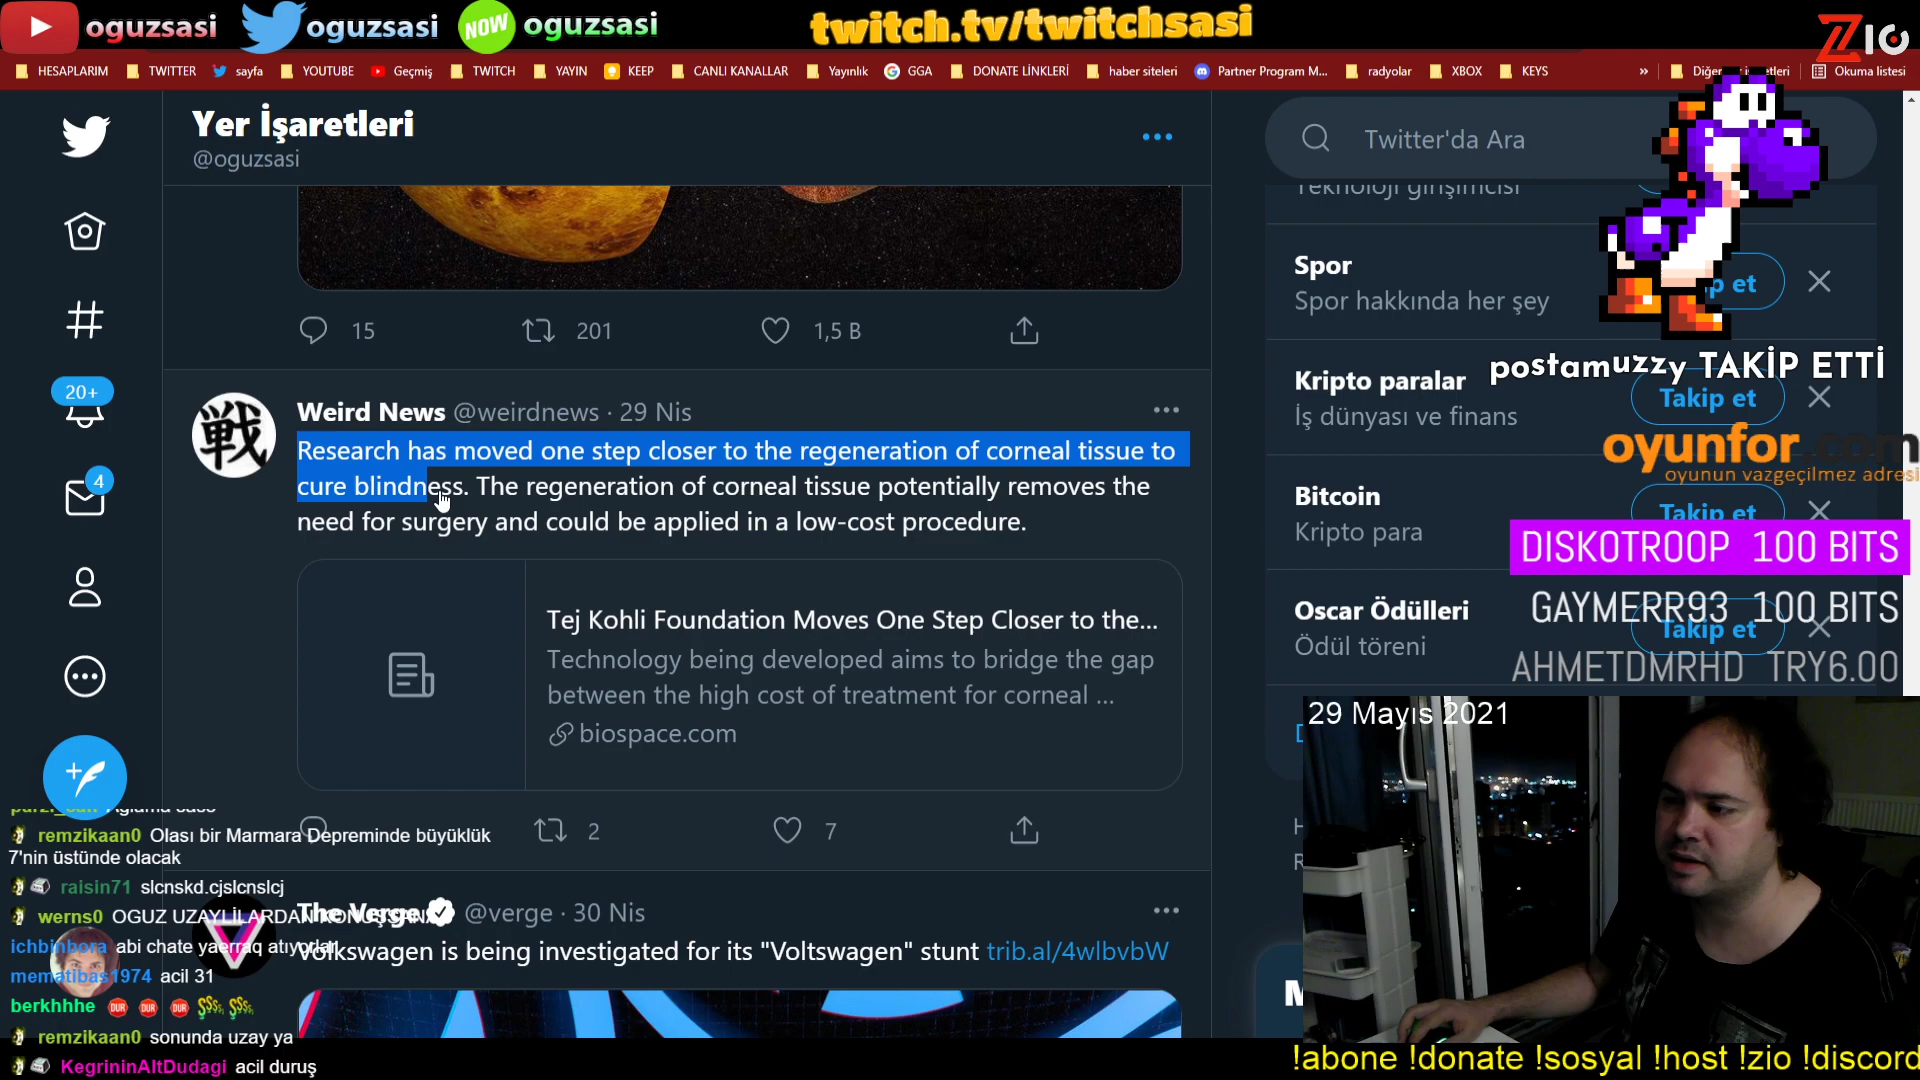 oguzsasi
oguzsasi
NOW oguzsasi
twitch.tv/twitchsasi
HESAPLARIM TWITTER sayfa YOUTUBE Geçmiş TWITCH YAYIN KEEP CANLI KANALLAR Yayınlık GGA DONATE LİNKLERİ haber siteleri Partner Program M... radyolar XBOX KEYS » Okuma listesi
Yer İşaretleri
@oguzsasi
Twitter'da Ara
Teknoloji girişimcisi
Spor
Spor hakkında her şey
p et
15 201 1,5 B
postamuzzy TAKİP ETTİ
Kripto paralar
İş dünyası ve finans
Takip et
20+
Weird News @weirdnews · 29 Nis
Research has moved one step closer to the regeneration of corneal tissue to
cure blindness. The regeneration of corneal tissue potentially removes the
need for surgery and could be applied in a low-cost procedure.
oyunfor.com
oyunun vazgeçilmez adresi
4
Bitcoin
Kripto para
Takip et
DISKOTROOP 100 BITS
GAYMERR93 100 BITS
AHMETDMRHD TRY6.00
Oscar Ödülleri
Ödül töreni
Takip et
Tej Kohli Foundation Moves One Step Closer to the...
Technology being developed aims to bridge the gap
between the high cost of treatment for corneal ...
biospace.com
29 Mayıs 2021
2 7
remzikaan0 Olası bir Marmara Depreminde büyüklük
7'nin üstünde olacak
raisin71 slcnskd.cjslcnslcj
werns0 OGUZ UZAYLİLARDAN KONUSSANA
ichbinbora abi chate yaerraq atıyorlar
mematibas1974 acil 31
berkhhhe DUR DUR DUR $$$ $$$
remzikaan0 sonunda uzay ya
KegrininAltDudagi acil duruş
The Verge @verge · 30 Nis
Volkswagen is being investigated for its "Voltswagen" stunt trib.al/4wlbvbW
!abone !donate !sosyal !host !zio !discord